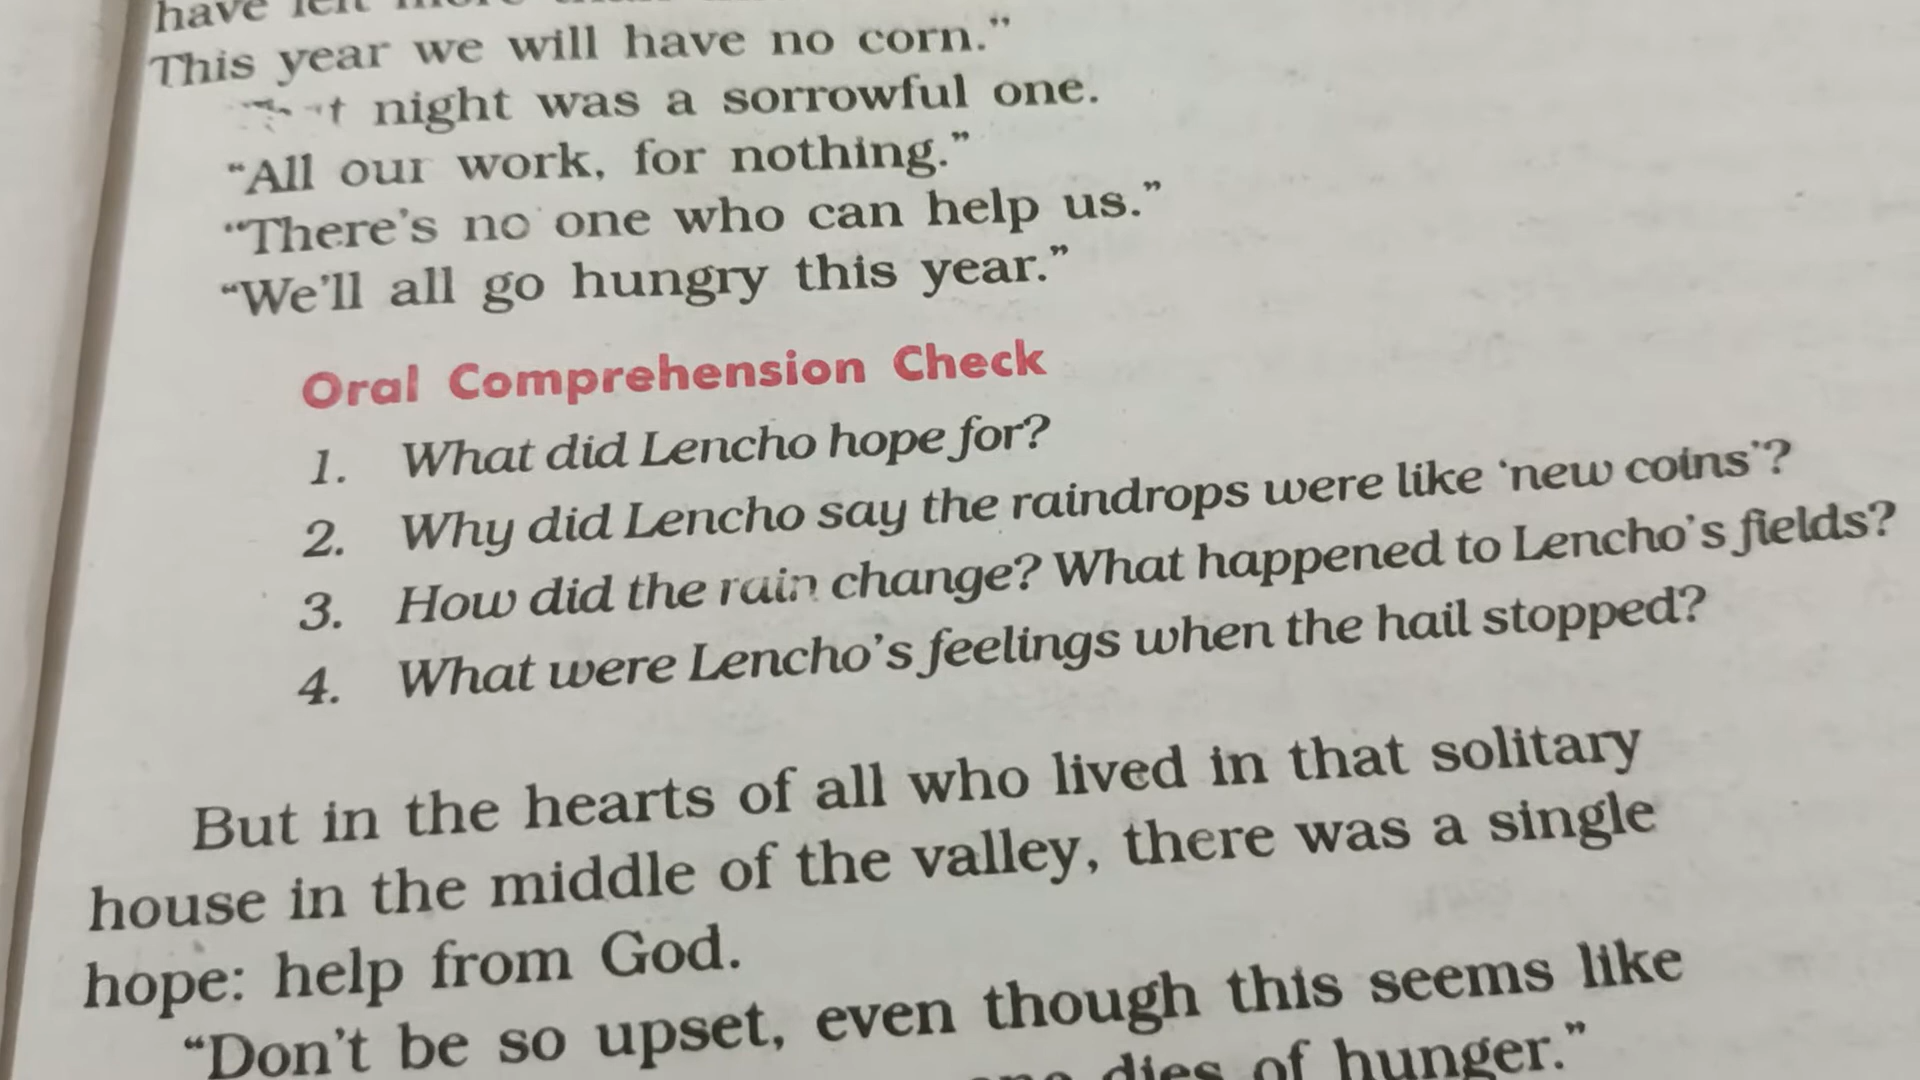 have
This year we will have no corn.”
night was a sorrowful one.
“All our work, for nothing.”
“There’s no one who can help us.”
“We’ll all go hungry this year.”
Oral Comprehension Check
1. What did Lencho hope for?
2. Why did Lencho say the raindrops were like ‘new coins’?
3. How did the rain change? What happened to Lencho’s fields?
4. What were Lencho’s feelings when the hail stopped?
But in the hearts of all who lived in that solitary
house in the middle of the valley, there was a single
hope: help from God.
“Don’t be so upset, even though this seems like
dies of hunger.”